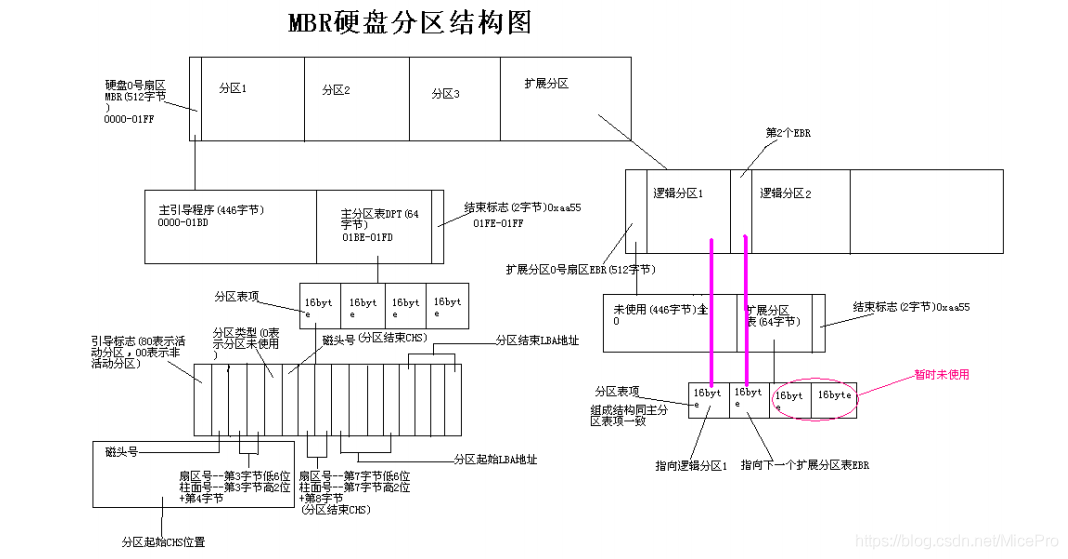 MBR硬盘分区结构图
硬盘0号扇区
MBR(512字节
)
0000-01FF
分区1
分区2
分区3
扩展分区
第2个EBR
逻辑分区1
逻辑分区2
主引导程序(446字节)
0000-01BD
主分区表DPT(64
字节)
01BE-01FD
结束标志(2字节)0xaa55
01FE-01FF
扩展分区0号扇区EBR(512字节)
分区表项
16byt
e
16byt
e
16byt
e
16byt
e
未使用(446字节)全
0
扩展分区
表(64字节)
结束标志(2字节)0xaa55
引导标志(80表示活
动分区，00表示非
活动分区)
分区类型(0表
示分区未使用
)
磁头号
(分区结束CHS)
分区结束LBA地址
分区表项
组成结构同主分
区表项一致
16byt
e
16byt
e
16byt
e
16byte
暂时未使用
指向逻辑分区1
指向下一个扩展分区表EBR
磁头号
扇区号--第3字节低6位
柱面号--第3字节高2位
+第4字节
扇区号--第7字节低6位
柱面号--第7字节高2位
+第8字节
(分区结束CHS)
分区起始LBA地址
分区起始CHS位置
https://blog.csdn.net/MicePro